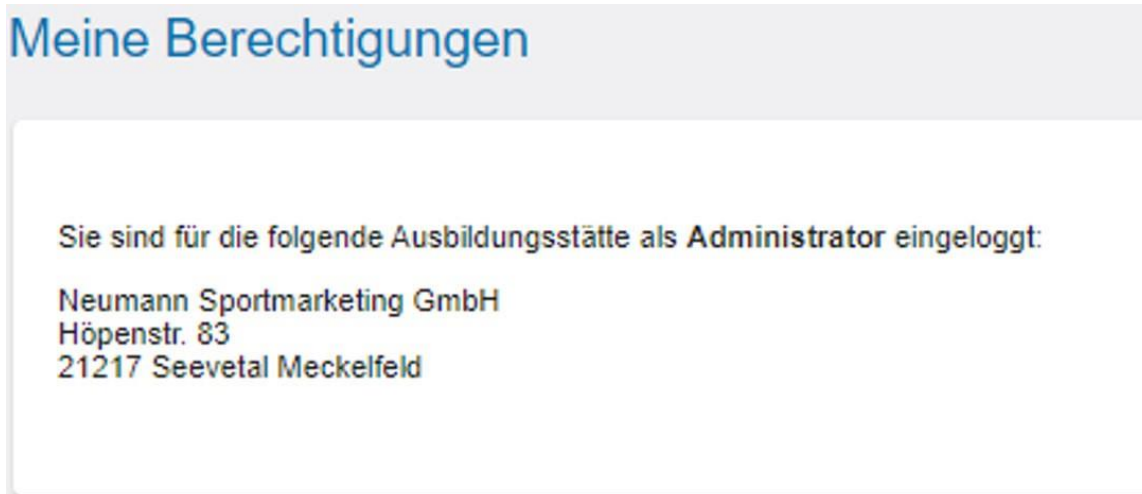 Meine Berechtigungen
Sie sind für die folgende Ausbildungsstätte als Administrator eingeloggt:
Neumann Sportmarketing GmbH
Höpenstr. 83
21217 Seevetal Meckelfeld